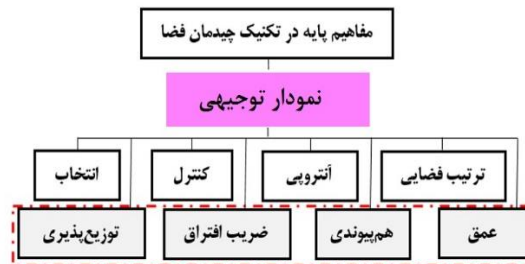 مفاهیم پایه در تکنیک چیدمان فضا
نمودار توجیهی
ترتیب فضایی
آنتروپی
کنترل
انتخاب
عمق
هم‌پیوندی
ضریب افتراق
توزیع‌پذیری